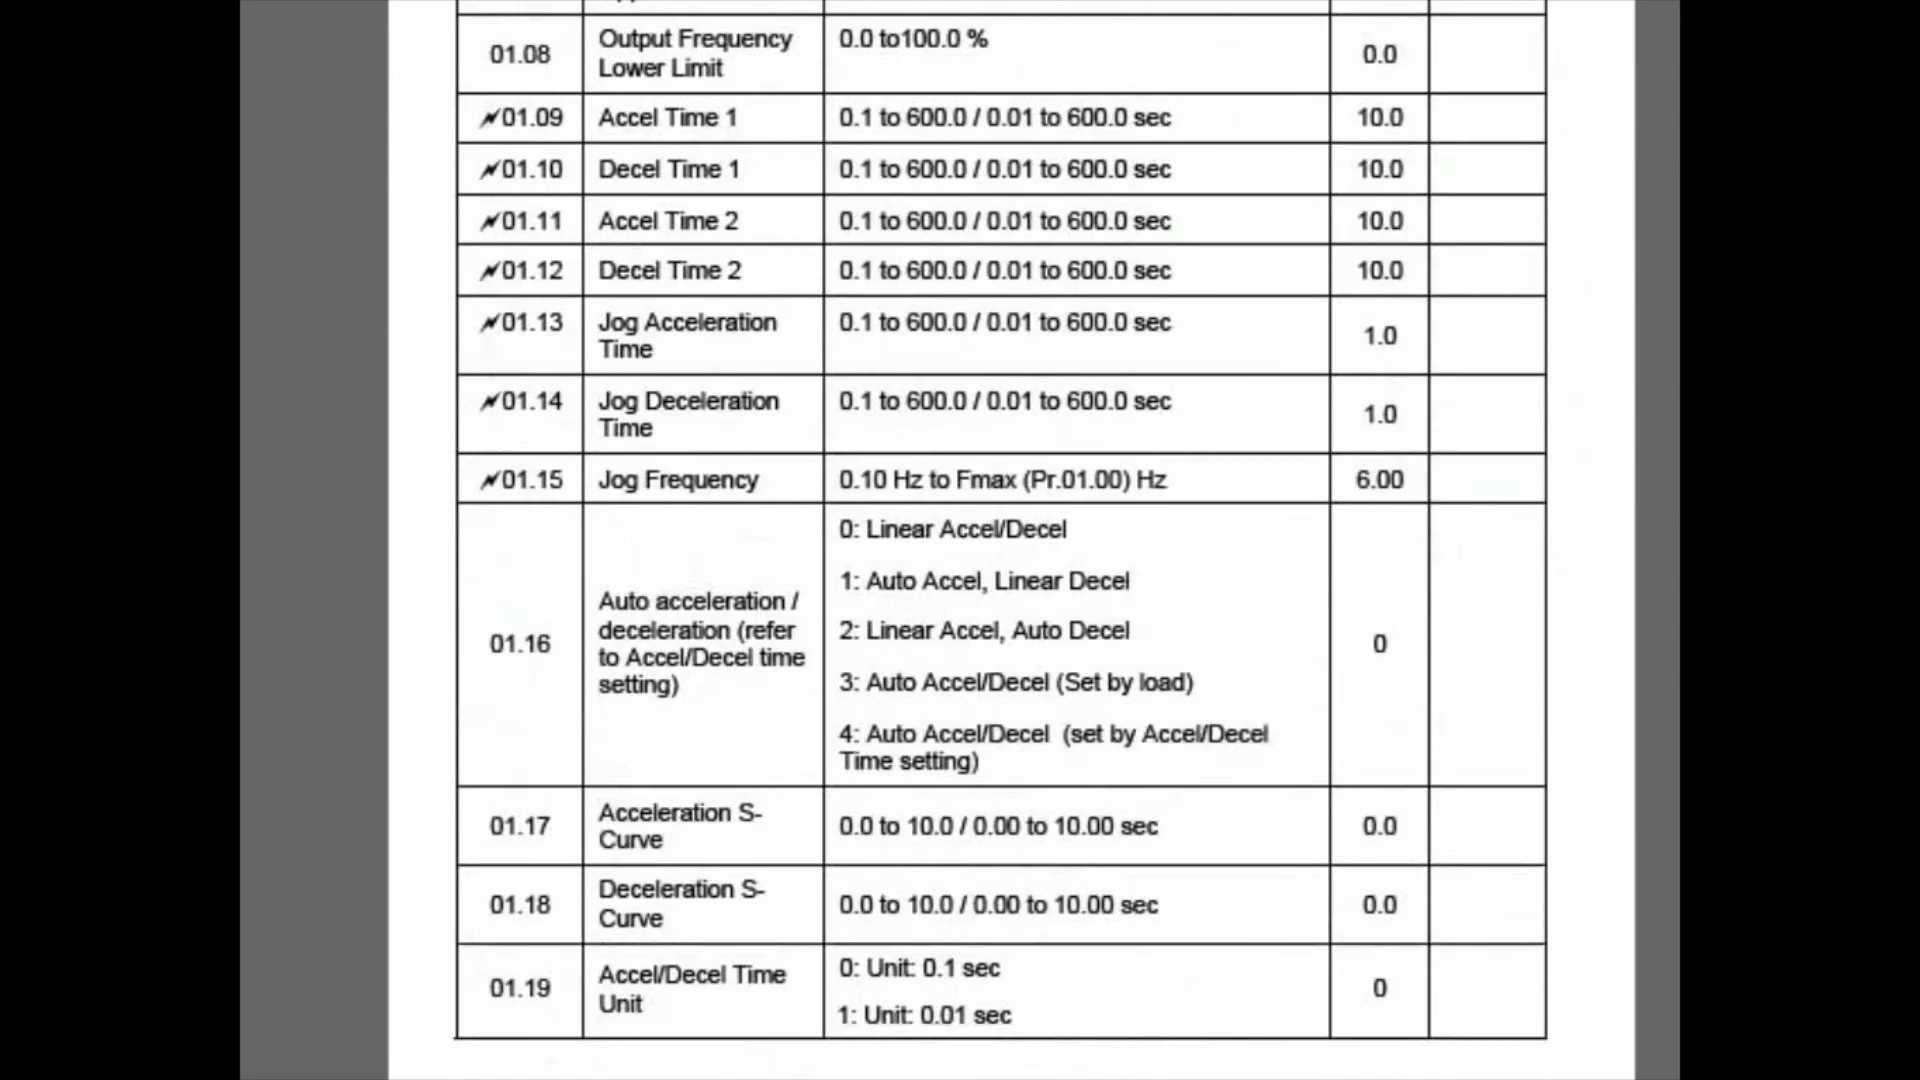 01.08 Output Frequency 0.0 to100.0 % 0.0
Lower Limit
01.09 Accel Time 1 0.1 to 600.0 / 0.01 to 600.0 sec 10.0
01.10 Decel Time 1 0.1 to 600.0 / 0.01 to 600.0 sec 10.0
01.11 Accel Time 2 0.1 to 600.0 / 0.01 to 600.0 sec 10.0
01.12 Decel Time 2 0.1 to 600.0 / 0.01 to 600.0 sec 10.0
01.13 Jog Acceleration 0.1 to 600.0 / 0.01 to 600.0 sec 1.0
Time
01.14 Jog Deceleration 0.1 to 600.0 / 0.01 to 600.0 sec 1.0
Time
01.15 Jog Frequency 0.10 Hz to Fmax (Pr.01.00) Hz 6.00
01.16
Auto acceleration /
deceleration (refer
to Accel/Decel time
setting)
0: Linear Accel/Decel
1: Auto Accel, Linear Decel
2: Linear Accel, Auto Decel
3: Auto Accel/Decel (Set by load)
4: Auto Accel/Decel (set by Accel/Decel
Time setting)
0
01.17 Acceleration S- 0.0 to 10.0 / 0.00 to 10.00 sec 0.0
Curve
01.18 Deceleration S- 0.0 to 10.0 / 0.00 to 10.00 sec 0.0
Curve
01.19
Accel/Decel Time
Unit
0: Unit: 0.1 sec
1: Unit: 0.01 sec
0